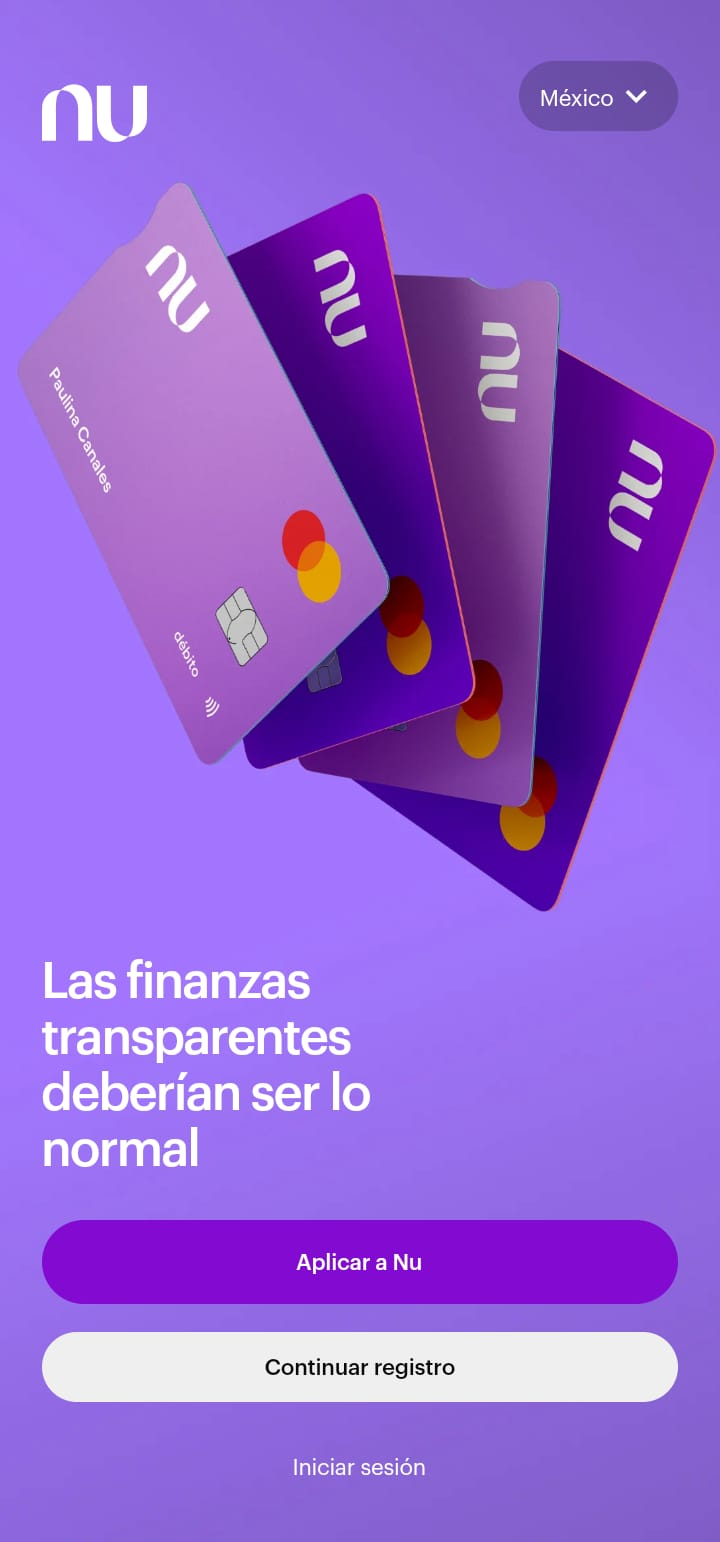 nu
México
nu
nu
nu
nu
Paulina Canales
débito
Las finanzas
transparentes
deberían ser lo
normal
Aplicar a Nu
Continuar registro
Iniciar sesión